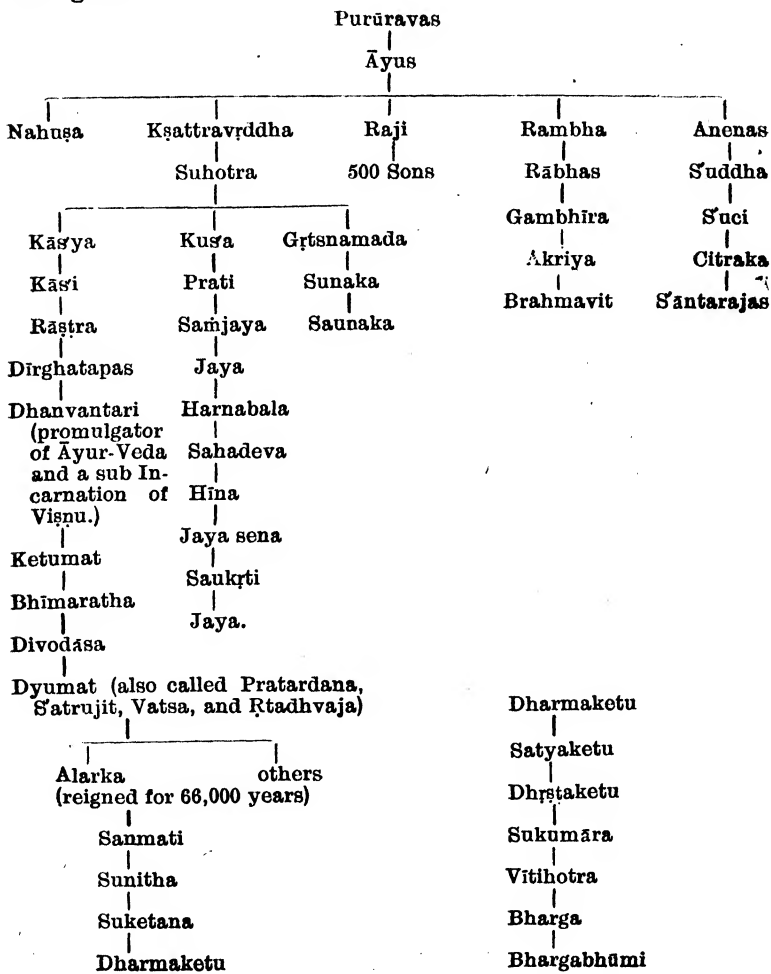 Purūravas
Āyus
Nahuṣa Kṣattravṛddha Raji Rambha Anenas
Suhotra 500 Sons Rābhas S'uddha
Gambhīra S'uci
Kās'ya Kus'a Gṛtsnamada Akriya Citraka
Kās'i Prati Sunaka Brahmavit S'āntarajas
Rāṣṭra Saṁjaya Saunaka
Dīrghatapas Jaya
Dhanvantari Harnabala
(promulgator
of Āyur-Veda Sahadeva
and a sub In-
carnation of Hīna
Viṣṇu.)
Jaya sena
Ketumat
Saukṛti
Bhīmaratha
Jaya.
Divodāsa
Dyumat (also called Pratardana,
S'atrujit, Vatsa, and Ṛtadhvaja)
Alarka others
(reigned for 66,000 years)
Sanmati
Sunitha
Suketana
Dharmaketu
Dharmaketu
Satyaketu
Dhṛṣṭaketu
Sukumāra
Vītihotra
Bharga
Bhargabhūmi